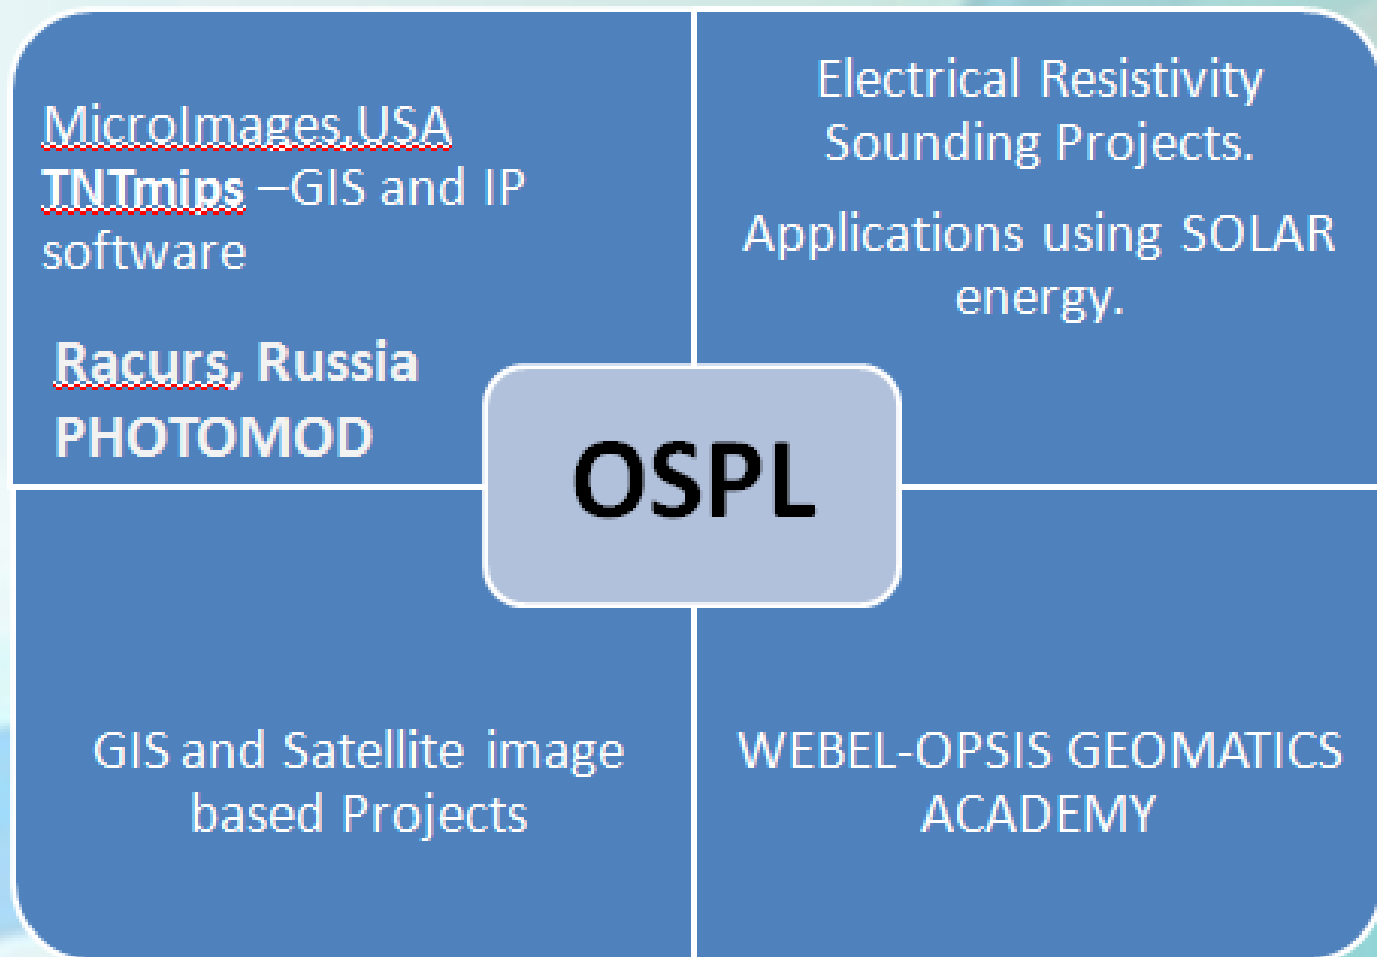 MicroImages,USA
TNTmips –GIS and IP
software
Racurs, Russia
PHOTOMOD
Electrical Resistivity
Sounding Projects.
Applications using SOLAR
energy.
OSPL
GIS and Satellite image
based Projects
WEBEL-OPSIS GEOMATICS
ACADEMY